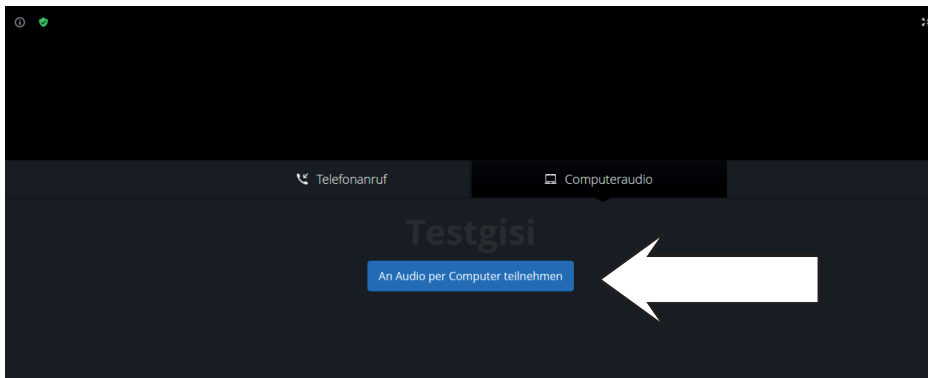 Telefonanruf
Computeraudio
Testgisi
An Audio per Computer teilnehmen